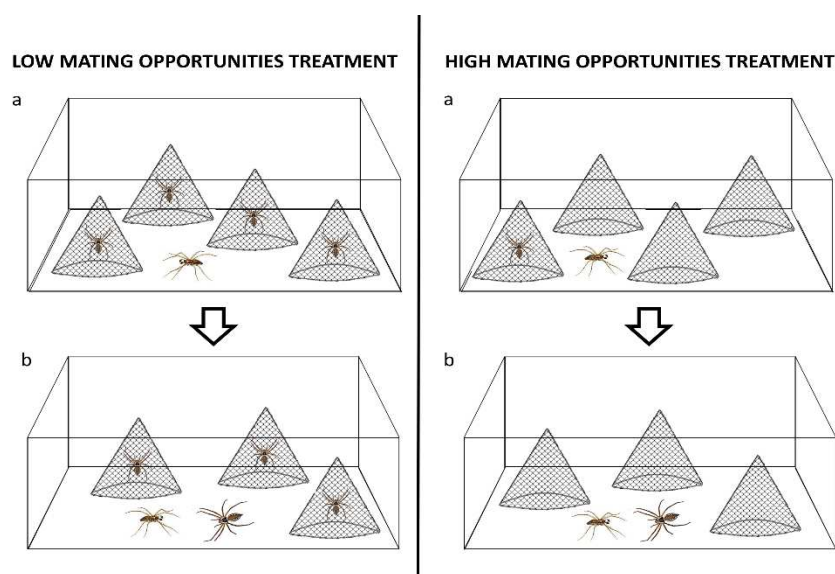 LOW MATING OPPORTUNITIES TREATMENT
a
b
HIGH MATING OPPORTUNITIES TREATMENT
a
b